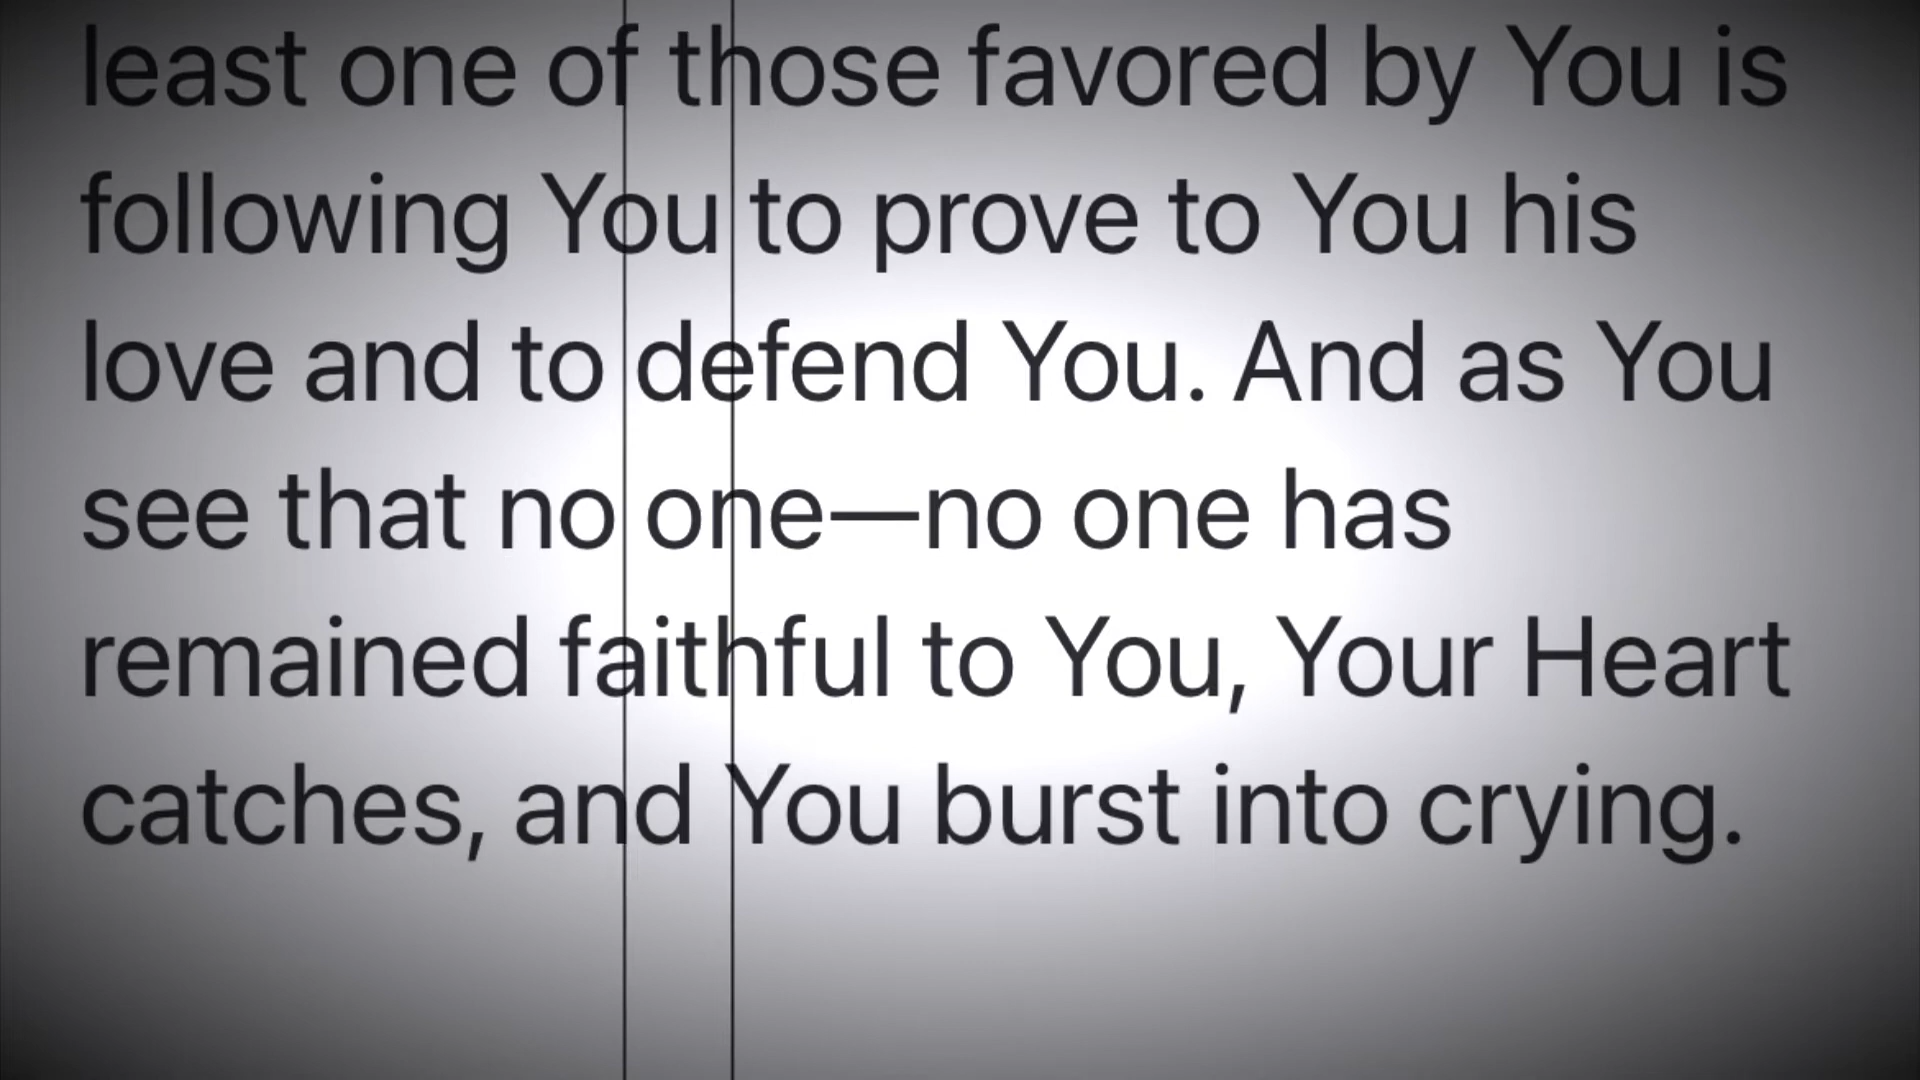 least one of those favored by You is
following You to prove to You his
love and to defend You. And as You
see that no one—no one has
remained faithful to You, Your Heart
catches, and You burst into crying.